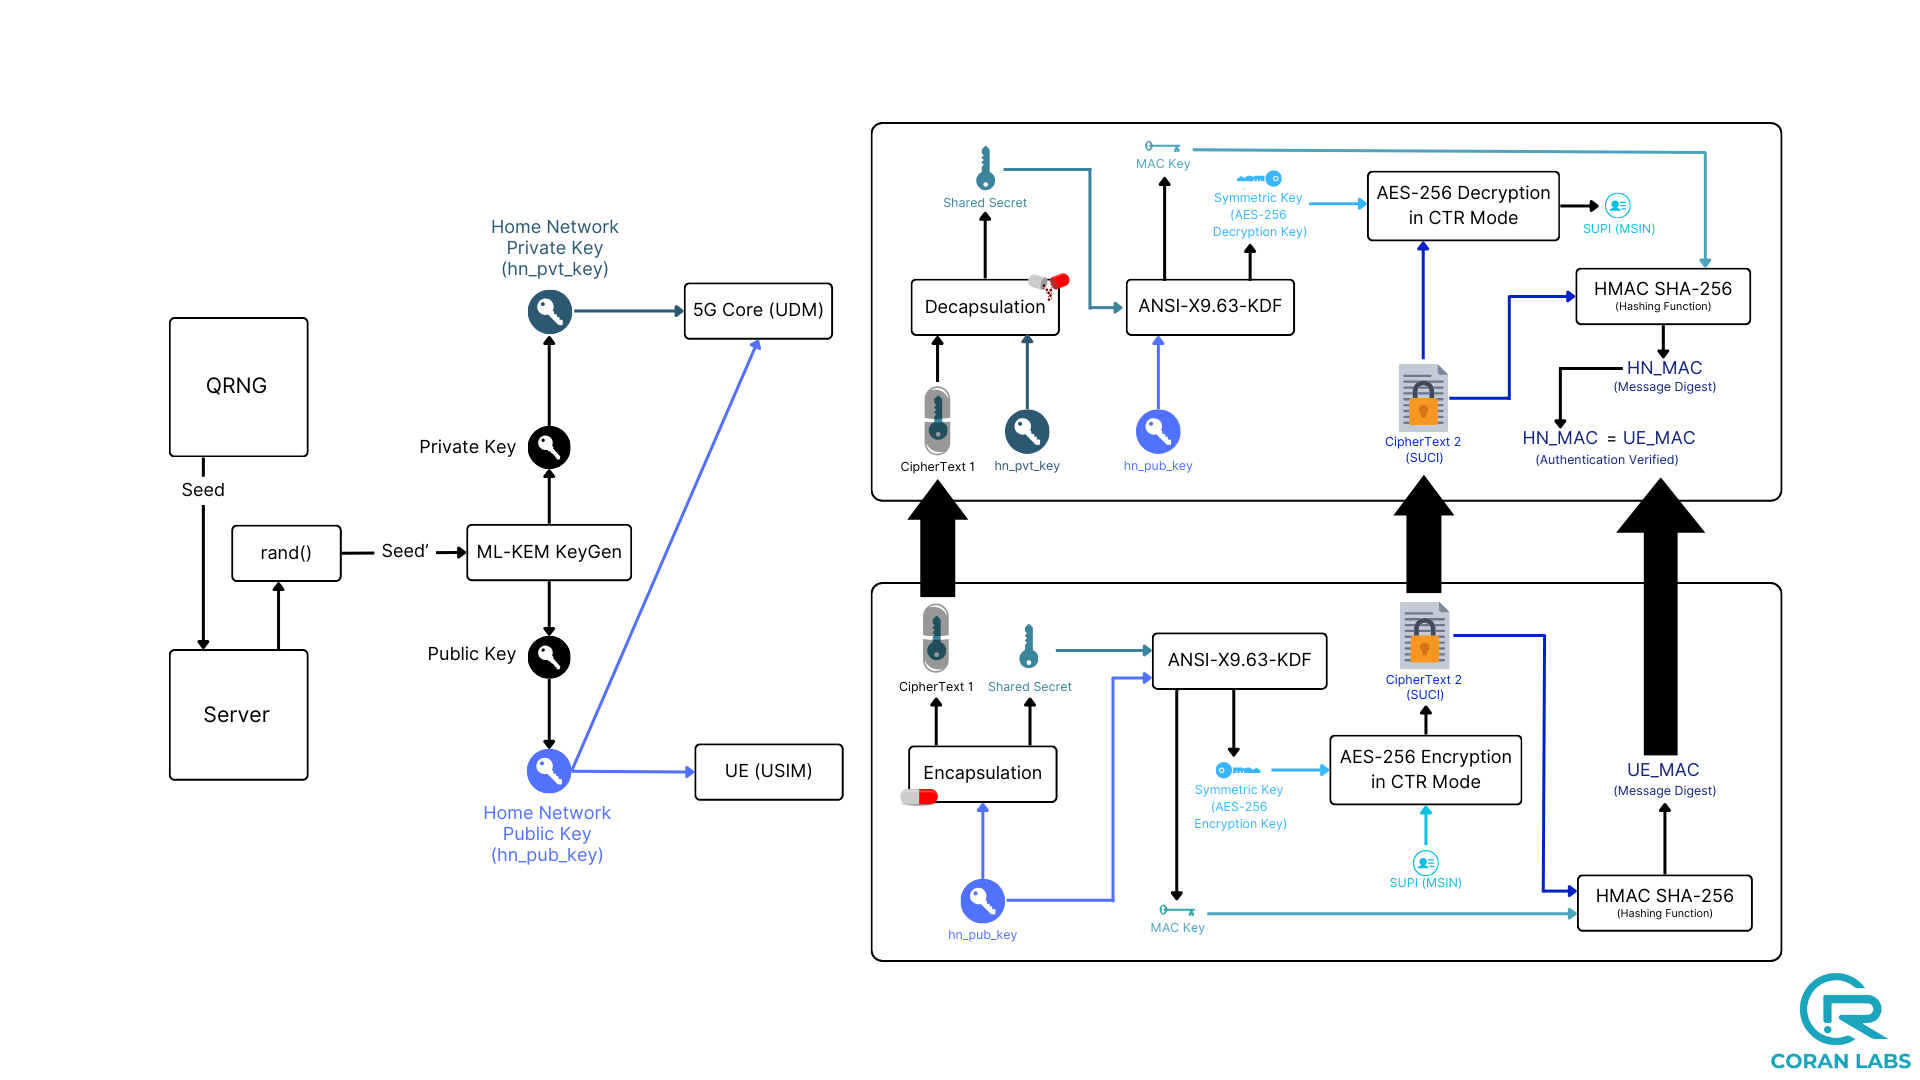 QRNG
Seed
Server
rand()
Seed’
ML-KEM KeyGen
Private Key
Public Key
Home Network
Private Key
(hn_pvt_key)
5G Core (UDM)
UE (USIM)
Home Network
Public Key
(hn_pub_key)
Shared Secret
Decapsulation
CipherText 1
hn_pvt_key
MAC Key
Symmetric Key
(AES-256
Decryption Key)
ANSI-X9.63-KDF
hn_pub_key
AES-256 Decryption
in CTR Mode
SUPI (MSIN)
HMAC SHA-256
(Hashing Function)
HN_MAC
(Message Digest)
HN_MAC = UE_MAC
(Authentication Verified)
CipherText 2
(SUCI)
CipherText 1
Shared Secret
Encapsulation
hn_pub_key
ANSI-X9.63-KDF
Symmetric Key
(AES-256
Encryption Key)
MAC Key
CipherText 2
(SUCI)
AES-256 Encryption
in CTR Mode
SUPI (MSIN)
UE_MAC
(Message Digest)
HMAC SHA-256
(Hashing Function)
CORAN LABS